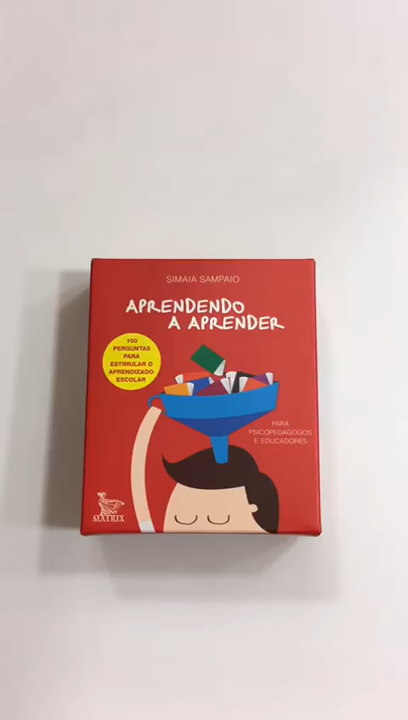 SIMAIA SAMPAIO
APRENDENDO
A APRENDER
100
PERGUNTAS
PARA
ESTIMULAR O
APRENDIZADO
ESCOLAR
PARA
PSICOPEDAGOGOS
E EDUCADORES
MATRIX